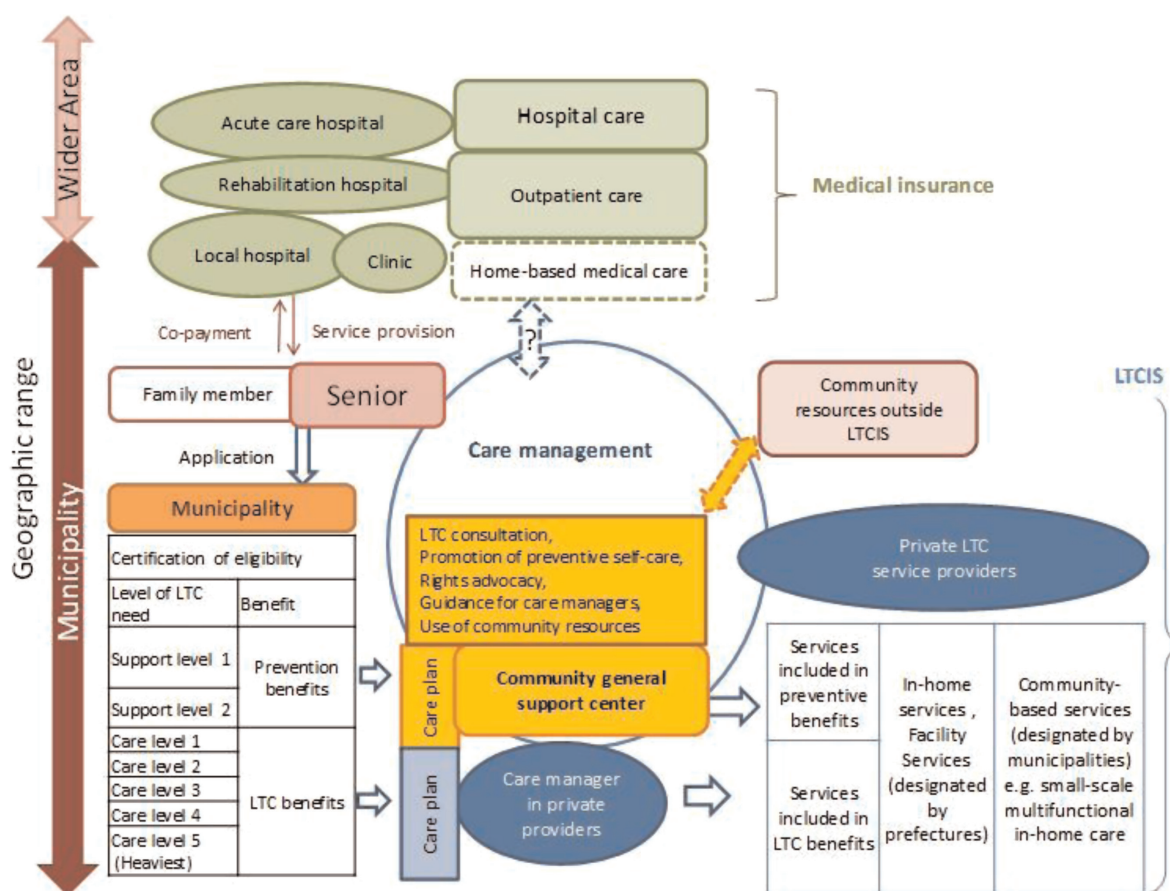 Geographic range
Wider Area
Municipality
Acute care hospital
Rehabilitation hospital
Local hospital
Clinic
Hospital care
Outpatient care
Home-based medical care
Medical insurance
Co-payment
Service provision
?
Family member
Senior
Application
Municipality
Certification of eligibility
Level of LTC
need
Benefit
Support level 1
Support level 2
Prevention
benefits
Care level 1
Care level 2
Care level 3
Care level 4
Care level 5
(Heaviest)
LTC benefits
Care management
LTC consultation,
Promotion of preventive self-care,
Rights advocacy,
Guidance for care managers,
Use of community resources
Care plan
Community general
support center
Care plan
Care manager
in private
providers
Community
resources outside
LTCIS
LTCIS
Private LTC
service providers
Services
included in
preventive
benefits
Services
included in
LTC benefits
In-home
services ,
Facility
Services
(designated
by
prefectures)
Community-
based services
(designated by
municipalities)
e.g. small-scale
multifunctional
in-home care